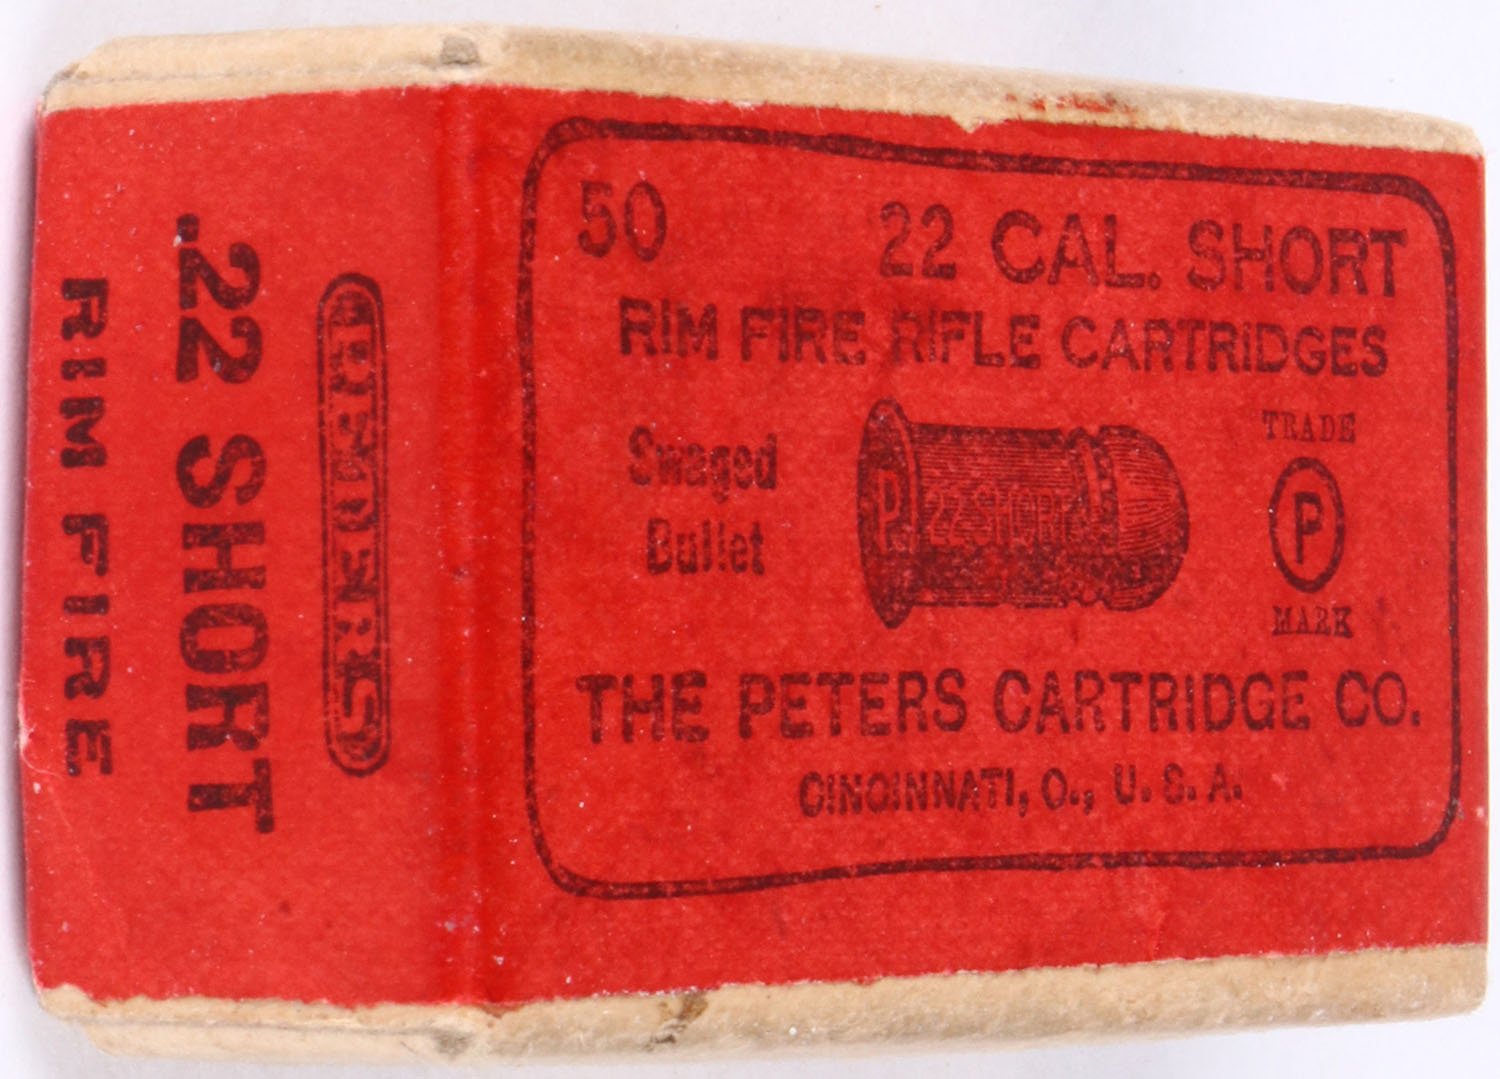 50 22 CAL. SHORT
RIM FIRE RIFLE CARTRIDGES
Swaged
Bullet
P 22 SHORT
TRADE
P
MARK
THE PETERS CARTRIDGE CO.
CINCINNATI, O., U. S. A.
.22 SHORT
RIM FIRE